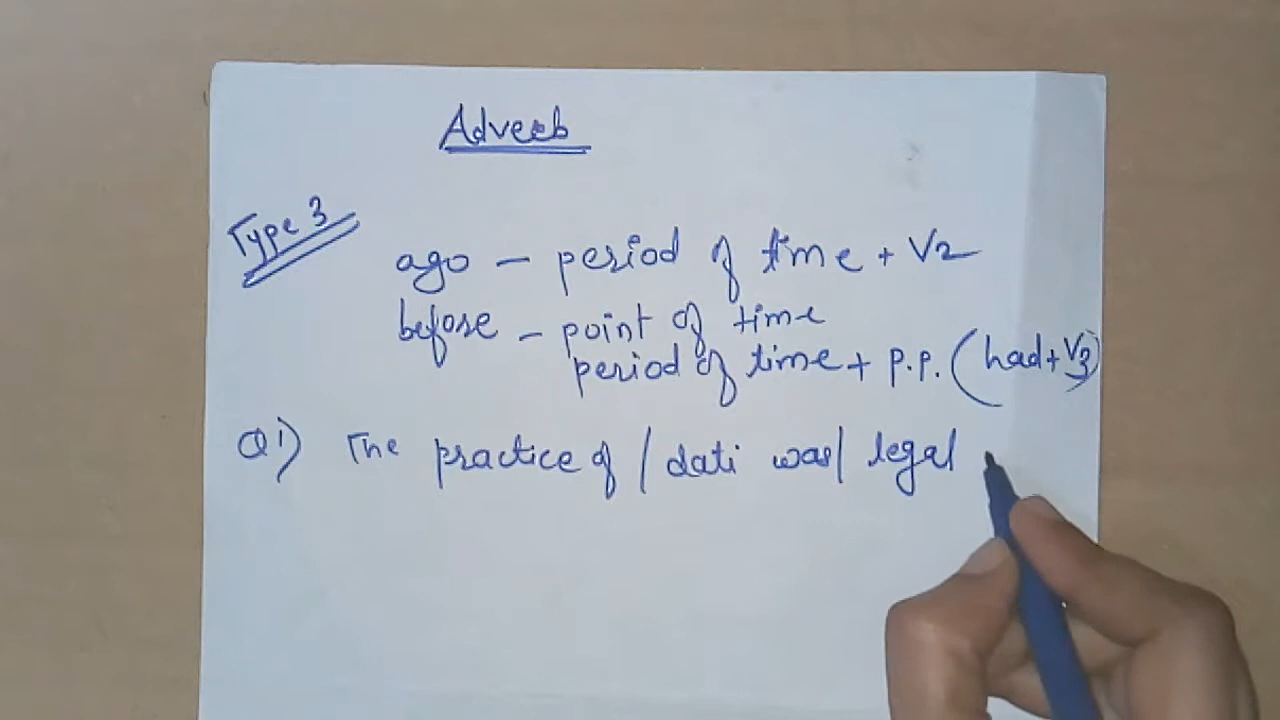 Adverb
Type 3
ago – period of time + V2
before – point of time
period of time + p.p. (had + V3)
Q1) The practice of / dati was / legal